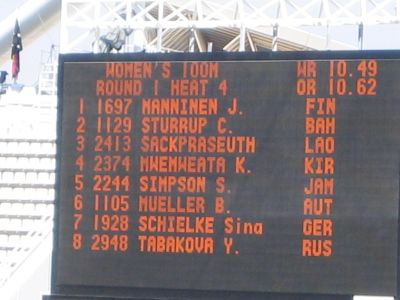 WOMEN'S 100M WR 10.49
ROUND 1 HEAT 4 OR 10.62
1 1697 MANNINEN J. FIN
2 1129 STURRUP C. BAH
3 2413 SACKPRASEUTH LAO
4 2374 MWEMWEATA K. KIR
5 2244 SIMPSON S. JAM
6 1105 MUELLER B. AUT
7 1928 SCHIELKE Sina GER
8 2948 TABAKOVA Y. RUS